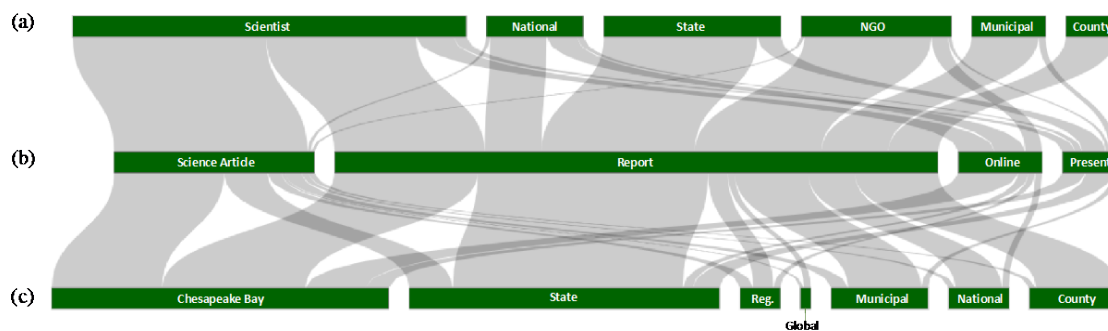 (a) Scientist National State NGO Municipal County
(b) Science Article Report Online Present
(c) Chesapeake Bay State Reg. Municipal National County
Global